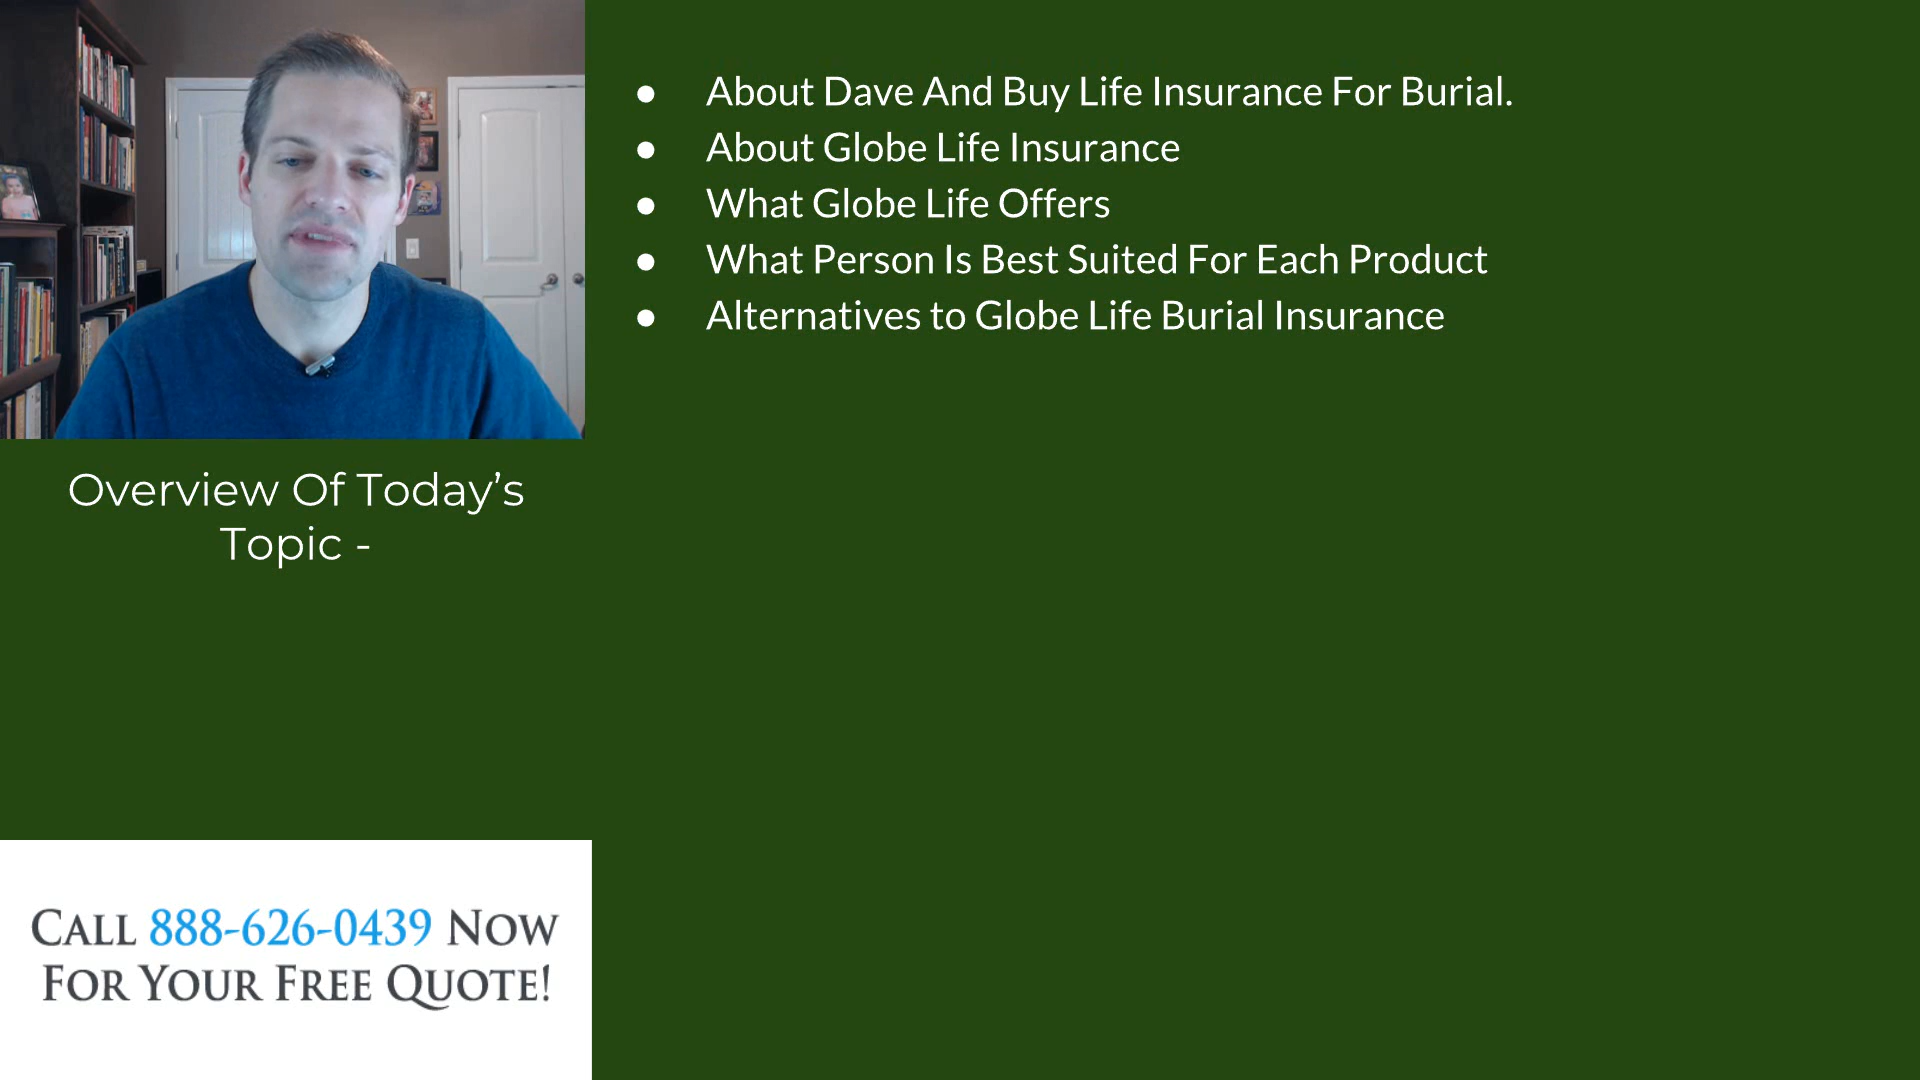 ● About Dave And Buy Life Insurance For Burial.
● About Globe Life Insurance
● What Globe Life Offers
● What Person Is Best Suited For Each Product
● Alternatives to Globe Life Burial Insurance
Overview Of Today’s
Topic -
Call 888-626-0439 Now
For Your Free Quote!